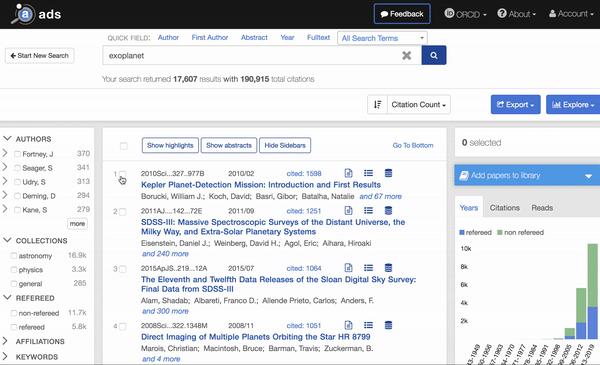 a ads
Feedback
ORCID
About
Account
QUICK FIELD: Author First Author Abstract Year Fulltext All Search Terms
Start New Search
exoplanet
Your search returned 17,607 results with 190,915 total citations
Citation Count
Export
Explore
AUTHORS
Fortney, J 370
Seager, S 341
Udry, S 313
Deming, D 294
Kane, S 279
more
COLLECTIONS
astronomy 16.9k
physics 3.3k
general 285
REFEREED
non-refereed 11.7k
refereed 5.8k
AFFILIATIONS
KEYWORDS
Show highlights Show abstracts Hide Sidebars Go To Bottom
1 2010Sci...327..977B 2010/02 cited: 1598
Kepler Planet-Detection Mission: Introduction and First Results
Borucki, William J.; Koch, David; Basri, Gibor; Batalha, Natalie and 67 more
2 2011AJ....142...72E 2011/09 cited: 1251
SDSS-III: Massive Spectroscopic Surveys of the Distant Universe, the
Milky Way, and Extra-Solar Planetary Systems
Eisenstein, Daniel J.; Weinberg, David H.; Agol, Eric; Aihara, Hiroaki
and 240 more
3 2015ApJS..219...12A 2015/07 cited: 1064
The Eleventh and Twelfth Data Releases of the Sloan Digital Sky Survey:
Final Data from SDSS-III
Alam, Shadab; Albareti, Franco D.; Allende Prieto, Carlos; Anders, F.
and 300 more
4 2008Sci...322.1348M 2008/11 cited: 1051
Direct Imaging of Multiple Planets Orbiting the Star HR 8799
Marois, Christian; Macintosh, Bruce; Barman, Travis; Zuckerman, B.
and 4 more
0 selected
Add papers to library
Years Citations Reads
refereed non refereed
10k
8k
6k
4k
2k